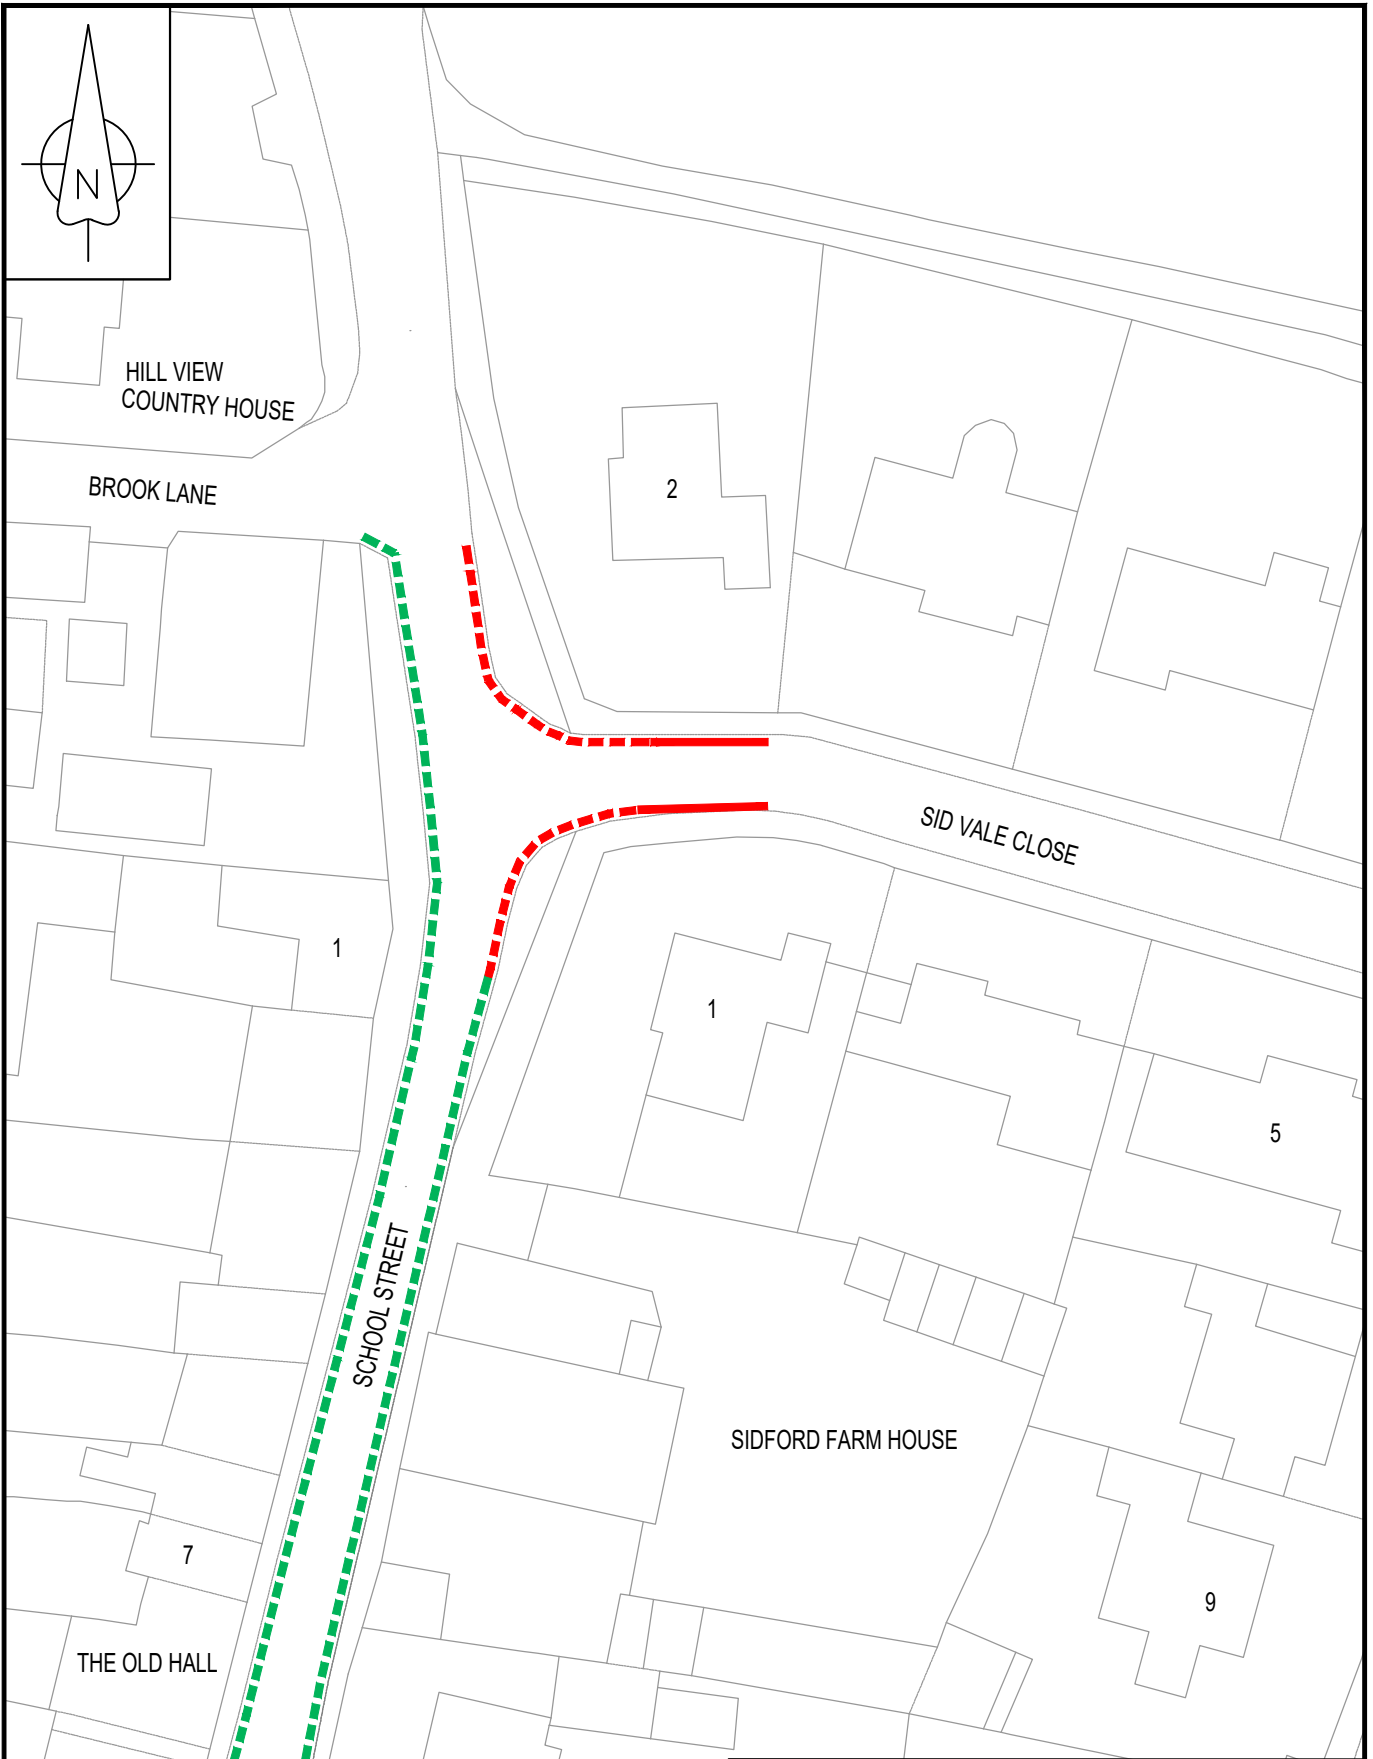 N
HILL VIEW
COUNTRY HOUSE
BROOK LANE
2
SID VALE CLOSE
1
1
5
SCHOOL STREET
SIDFORD FARM HOUSE
7
9
THE OLD HALL